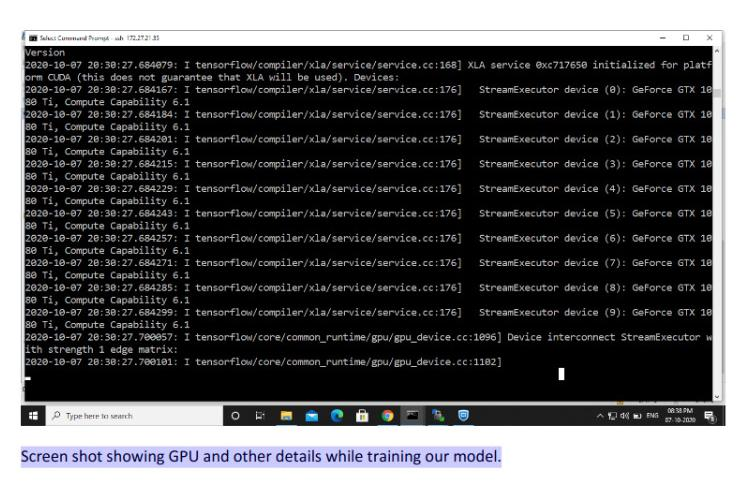 Select Command Prompt - ssh 172.27.21.35
Version
2020-10-07 20:30:27.684079: I tensorflow/compiler/xla/service/service.cc:168] XLA service 0xc717650 initialized for platf
orm CUDA (this does not guarantee that XLA will be used). Devices:
2020-10-07 20:30:27.684167: I tensorflow/compiler/xla/service/service.cc:176]   StreamExecutor device (0): GeForce GTX 10
80 Ti, Compute Capability 6.1
2020-10-07 20:30:27.684184: I tensorflow/compiler/xla/service/service.cc:176]   StreamExecutor device (1): GeForce GTX 10
80 Ti, Compute Capability 6.1
2020-10-07 20:30:27.684201: I tensorflow/compiler/xla/service/service.cc:176]   StreamExecutor device (2): GeForce GTX 10
80 Ti, Compute Capability 6.1
2020-10-07 20:30:27.684215: I tensorflow/compiler/xla/service/service.cc:176]   StreamExecutor device (3): GeForce GTX 10
80 Ti, Compute Capability 6.1
2020-10-07 20:30:27.684229: I tensorflow/compiler/xla/service/service.cc:176]   StreamExecutor device (4): GeForce GTX 10
80 Ti, Compute Capability 6.1
2020-10-07 20:30:27.684243: I tensorflow/compiler/xla/service/service.cc:176]   StreamExecutor device (5): GeForce GTX 10
80 Ti, Compute Capability 6.1
2020-10-07 20:30:27.684257: I tensorflow/compiler/xla/service/service.cc:176]   StreamExecutor device (6): GeForce GTX 10
80 Ti, Compute Capability 6.1
2020-10-07 20:30:27.684271: I tensorflow/compiler/xla/service/service.cc:176]   StreamExecutor device (7): GeForce GTX 10
80 Ti, Compute Capability 6.1
2020-10-07 20:30:27.684285: I tensorflow/compiler/xla/service/service.cc:176]   StreamExecutor device (8): GeForce GTX 10
80 Ti, Compute Capability 6.1
2020-10-07 20:30:27.684299: I tensorflow/compiler/xla/service/service.cc:176]   StreamExecutor device (9): GeForce GTX 10
80 Ti, Compute Capability 6.1
2020-10-07 20:30:27.700057: I tensorflow/core/common_runtime/gpu/gpu_device.cc:1096] Device interconnect StreamExecutor w
ith strength 1 edge matrix:
2020-10-07 20:30:27.700101: I tensorflow/core/common_runtime/gpu/gpu_device.cc:1102]
Type here to search
ENG
08:38 PM
07-10-2020
Screen shot showing GPU and other details while training our model.